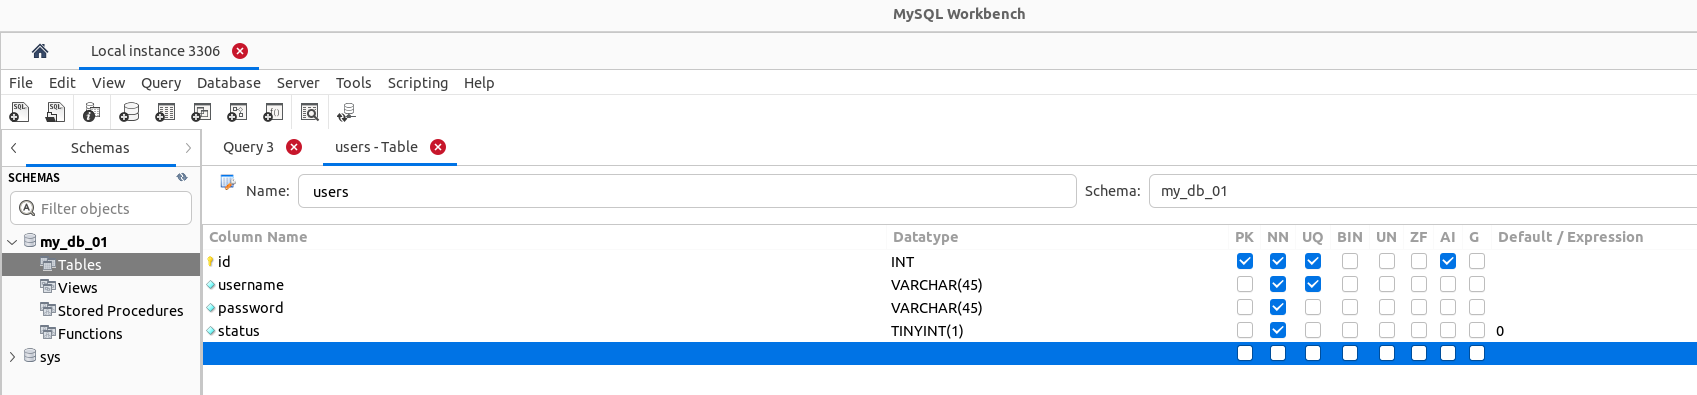 MySQL Workbench
Local instance 3306
File Edit View Query Database Server Tools Scripting Help
Schemas
Query 3
users - Table
SCHEMAS
Name: users Schema: my_db_01
Filter objects
my_db_01
Tables
Views
Stored Procedures
Functions
sys
Column Name Datatype PK NN UQ BIN UN ZF AI G Default / Expression
id INT
username VARCHAR(45)
password VARCHAR(45)
status TINYINT(1) 0